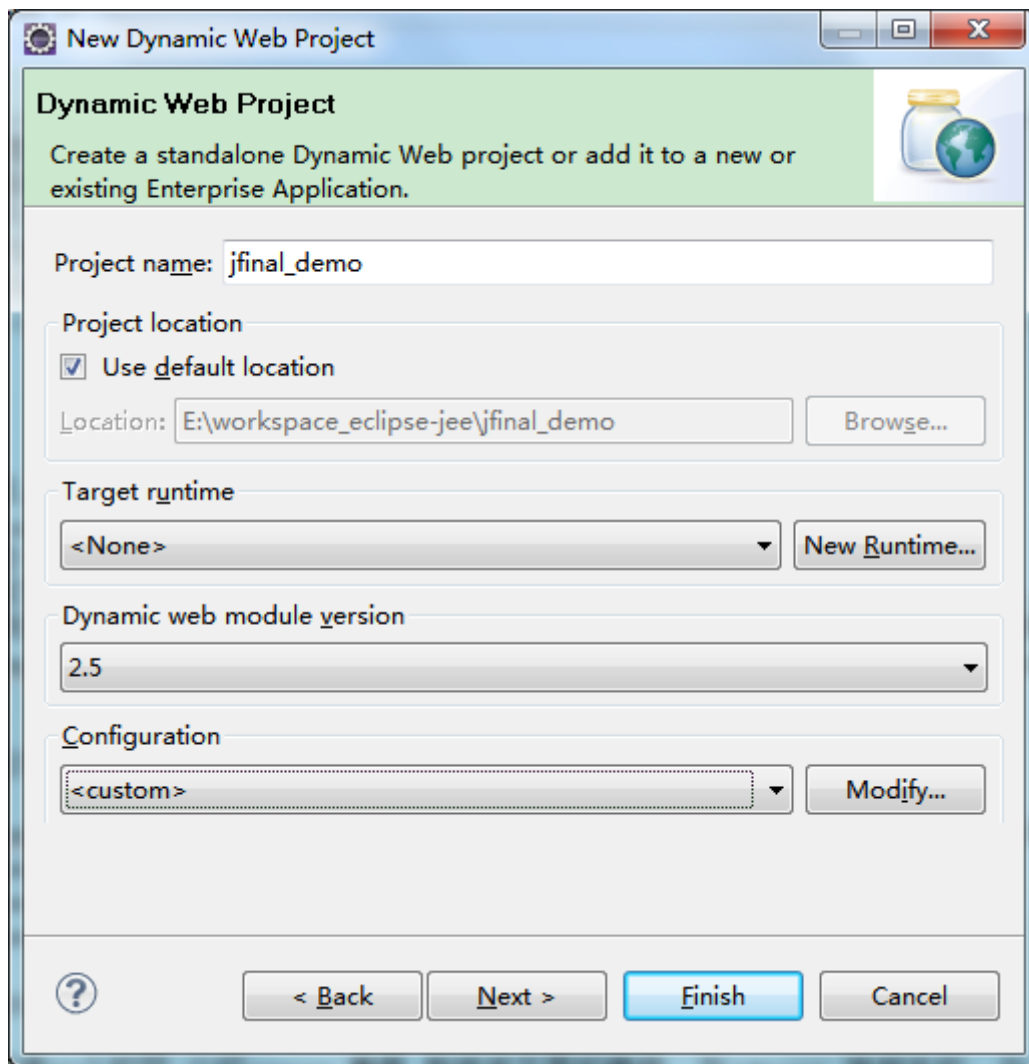 New Dynamic Web Project
Dynamic Web Project
Create a standalone Dynamic Web project or add it to a new or
existing Enterprise Application.
Project name: jfinal_demo
Project location
Use default location
Location: E:\workspace_eclipse-jee\jfinal_demo Browse...
Target runtime
<None> New Runtime...
Dynamic web module version
2.5
Configuration
<custom> Modify...
< Back Next > Finish Cancel